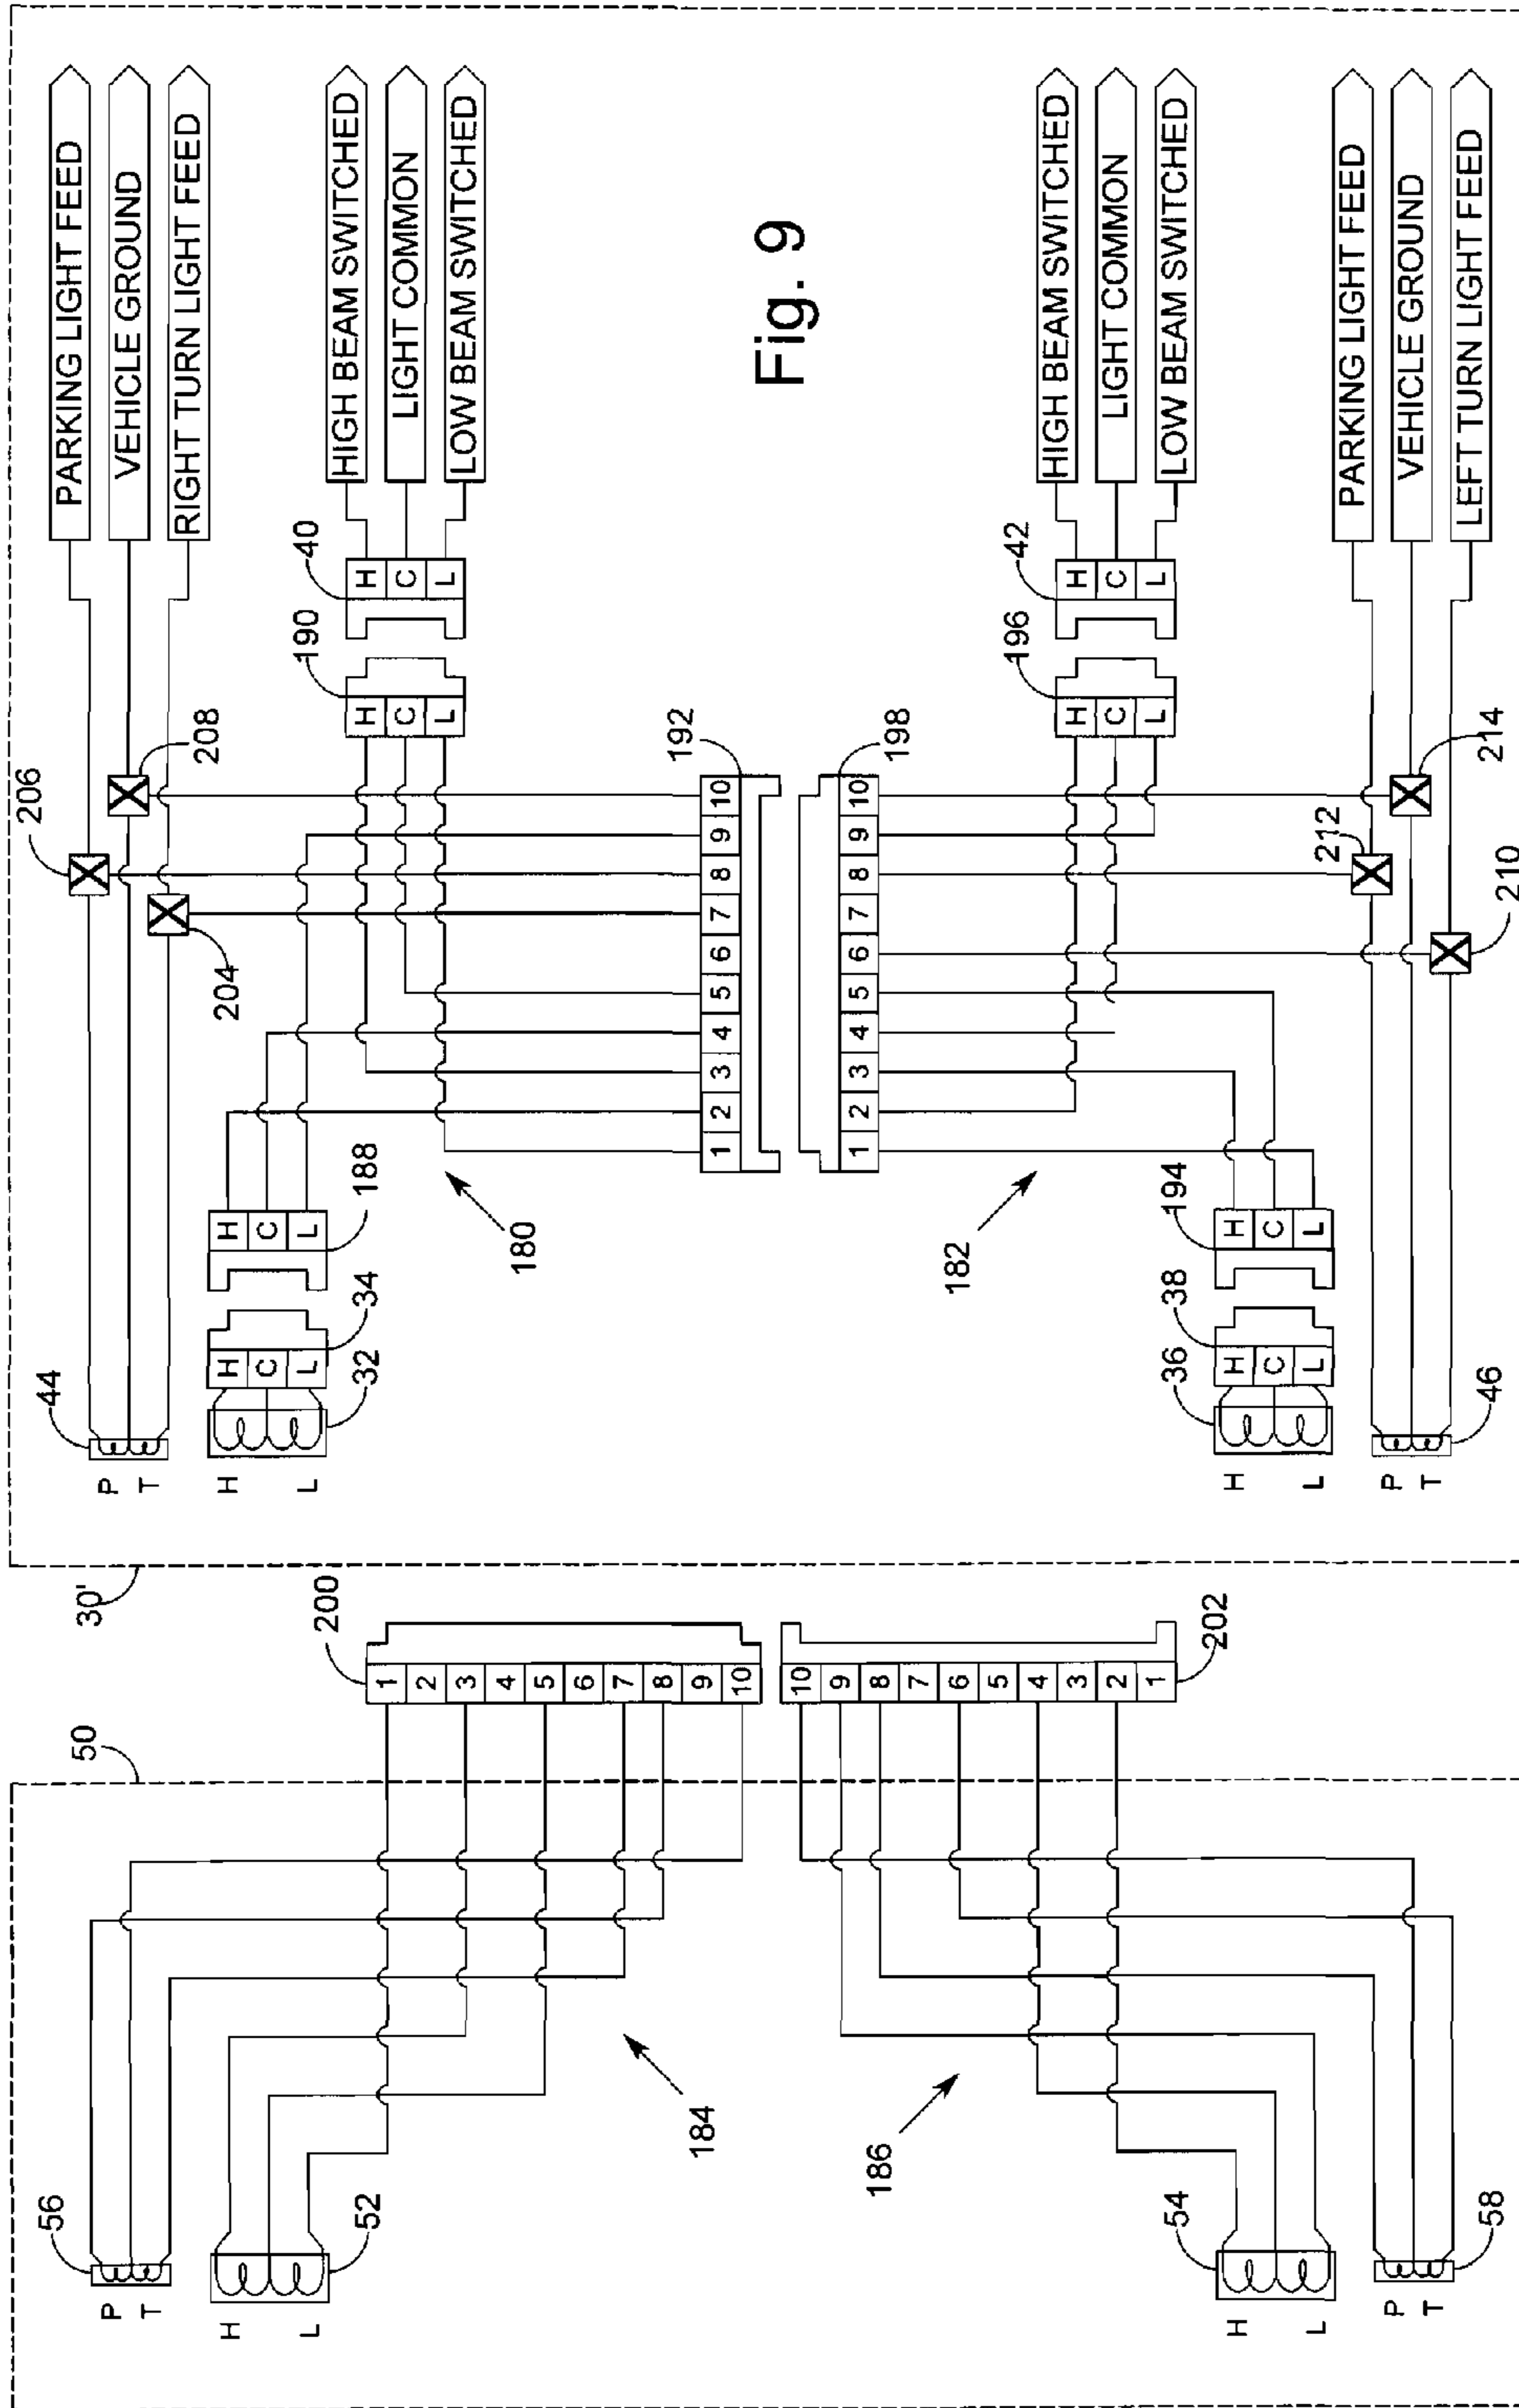 PARKING LIGHT FEED
VEHICLE GROUND
RIGHT TURN LIGHT FEED
HIGH BEAM SWITCHED
LIGHT COMMON
LOW BEAM SWITCHED
Fig. 9
HIGH BEAM SWITCHED
LIGHT COMMON
LOW BEAM SWITCHED
PARKING LIGHT FEED
VEHICLE GROUND
LEFT TURN LIGHT FEED
40
H
C
L
190
H
C
L
42
H
C
L
196
H
C
L
206
208
204
192
1 2 3 4 5 6 7 8 9 10
198
1 2 3 4 5 6 7 8 9 10
214
212
210
188
H
C
L
34
H
C
L
32
H
L
44
P
T
180
182
194
H
C
L
38
H
C
L
36
H
L
46
P
T
30'
200
1
2
3
4
5
6
7
8
9
10
202
10
9
8
7
6
5
4
3
2
1
50
184
186
56
P
T
52
H
L
54
H
L
58
P
T